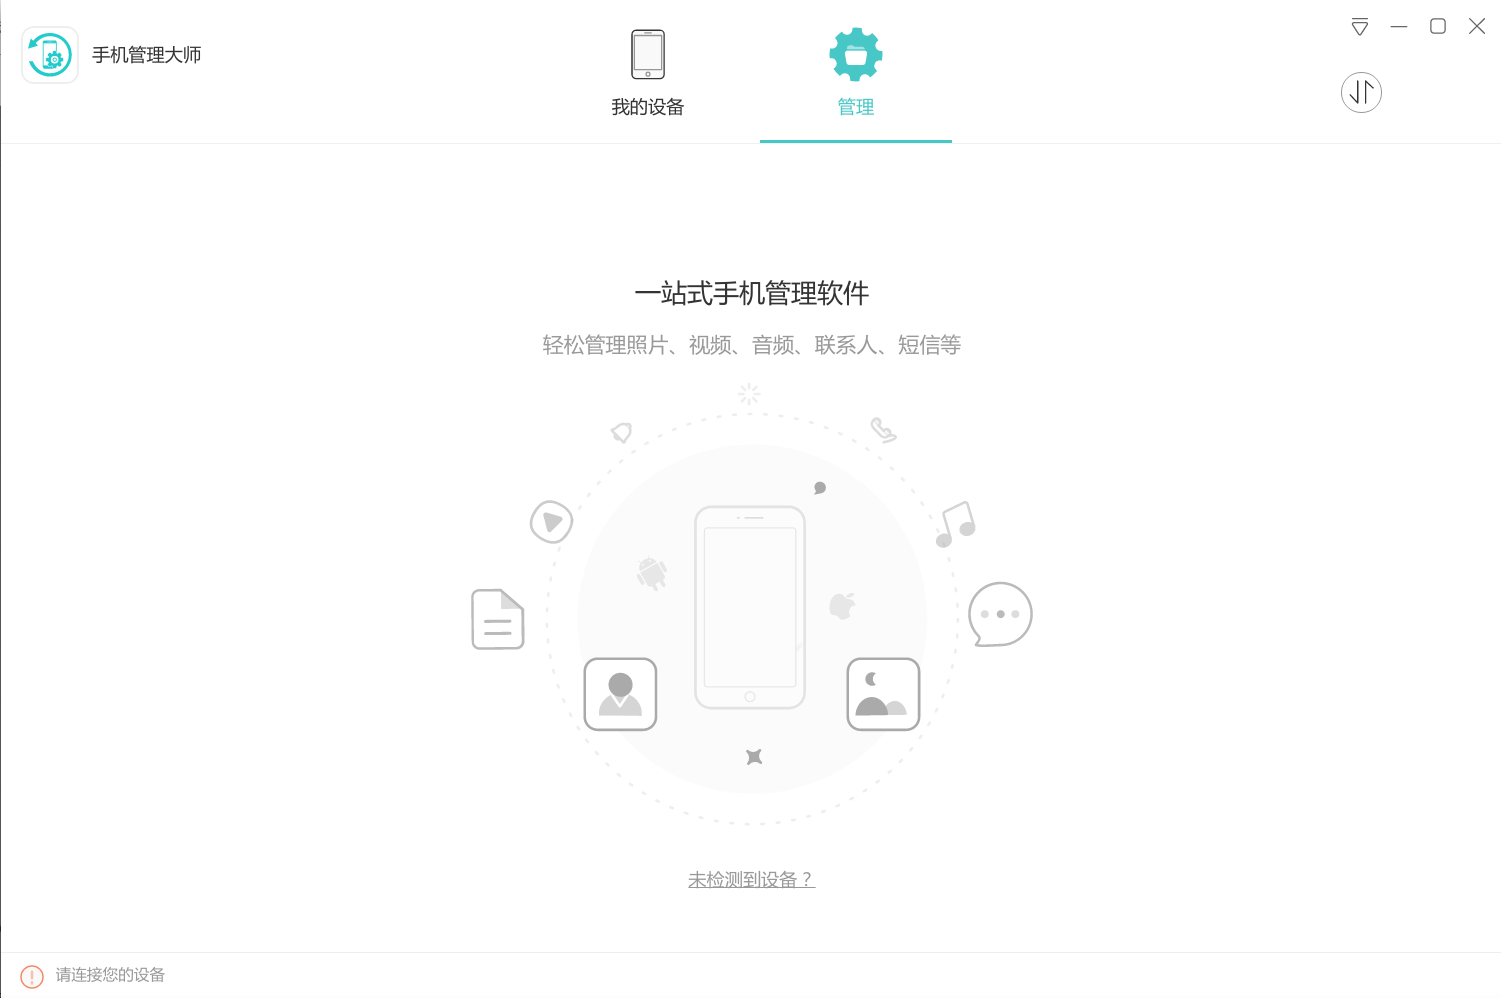 手机管理大师
我的设备
管理
一站式手机管理软件
轻松管理照片、视频、音频、联系人、短信等
未检测到设备？
请连接您的设备